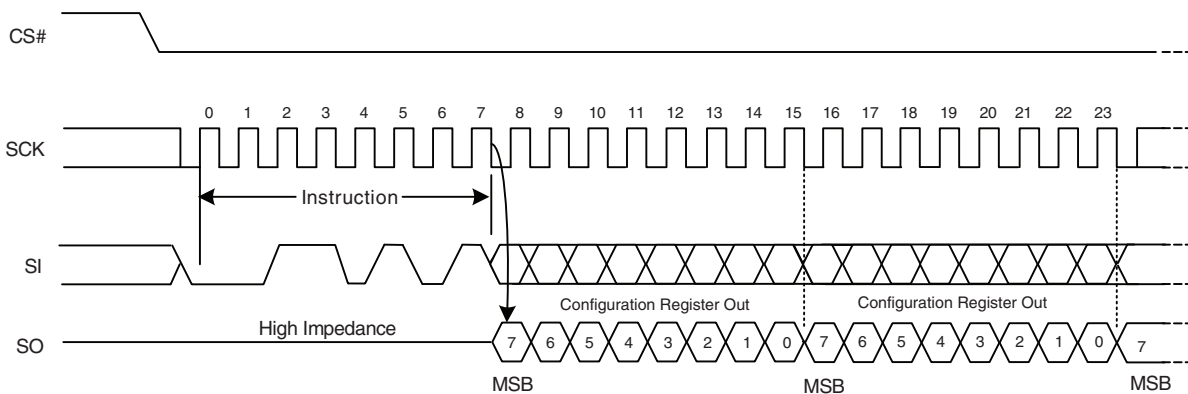 CS#
0 1 2 3 4 5 6 7 8 9 10 11 12 13 14 15 16 17 18 19 20 21 22 23
SCK
Instruction
SI
Configuration Register Out Configuration Register Out
High Impedance
SO 7 6 5 4 3 2 1 0 7 6 5 4 3 2 1 0 7
MSB MSB MSB